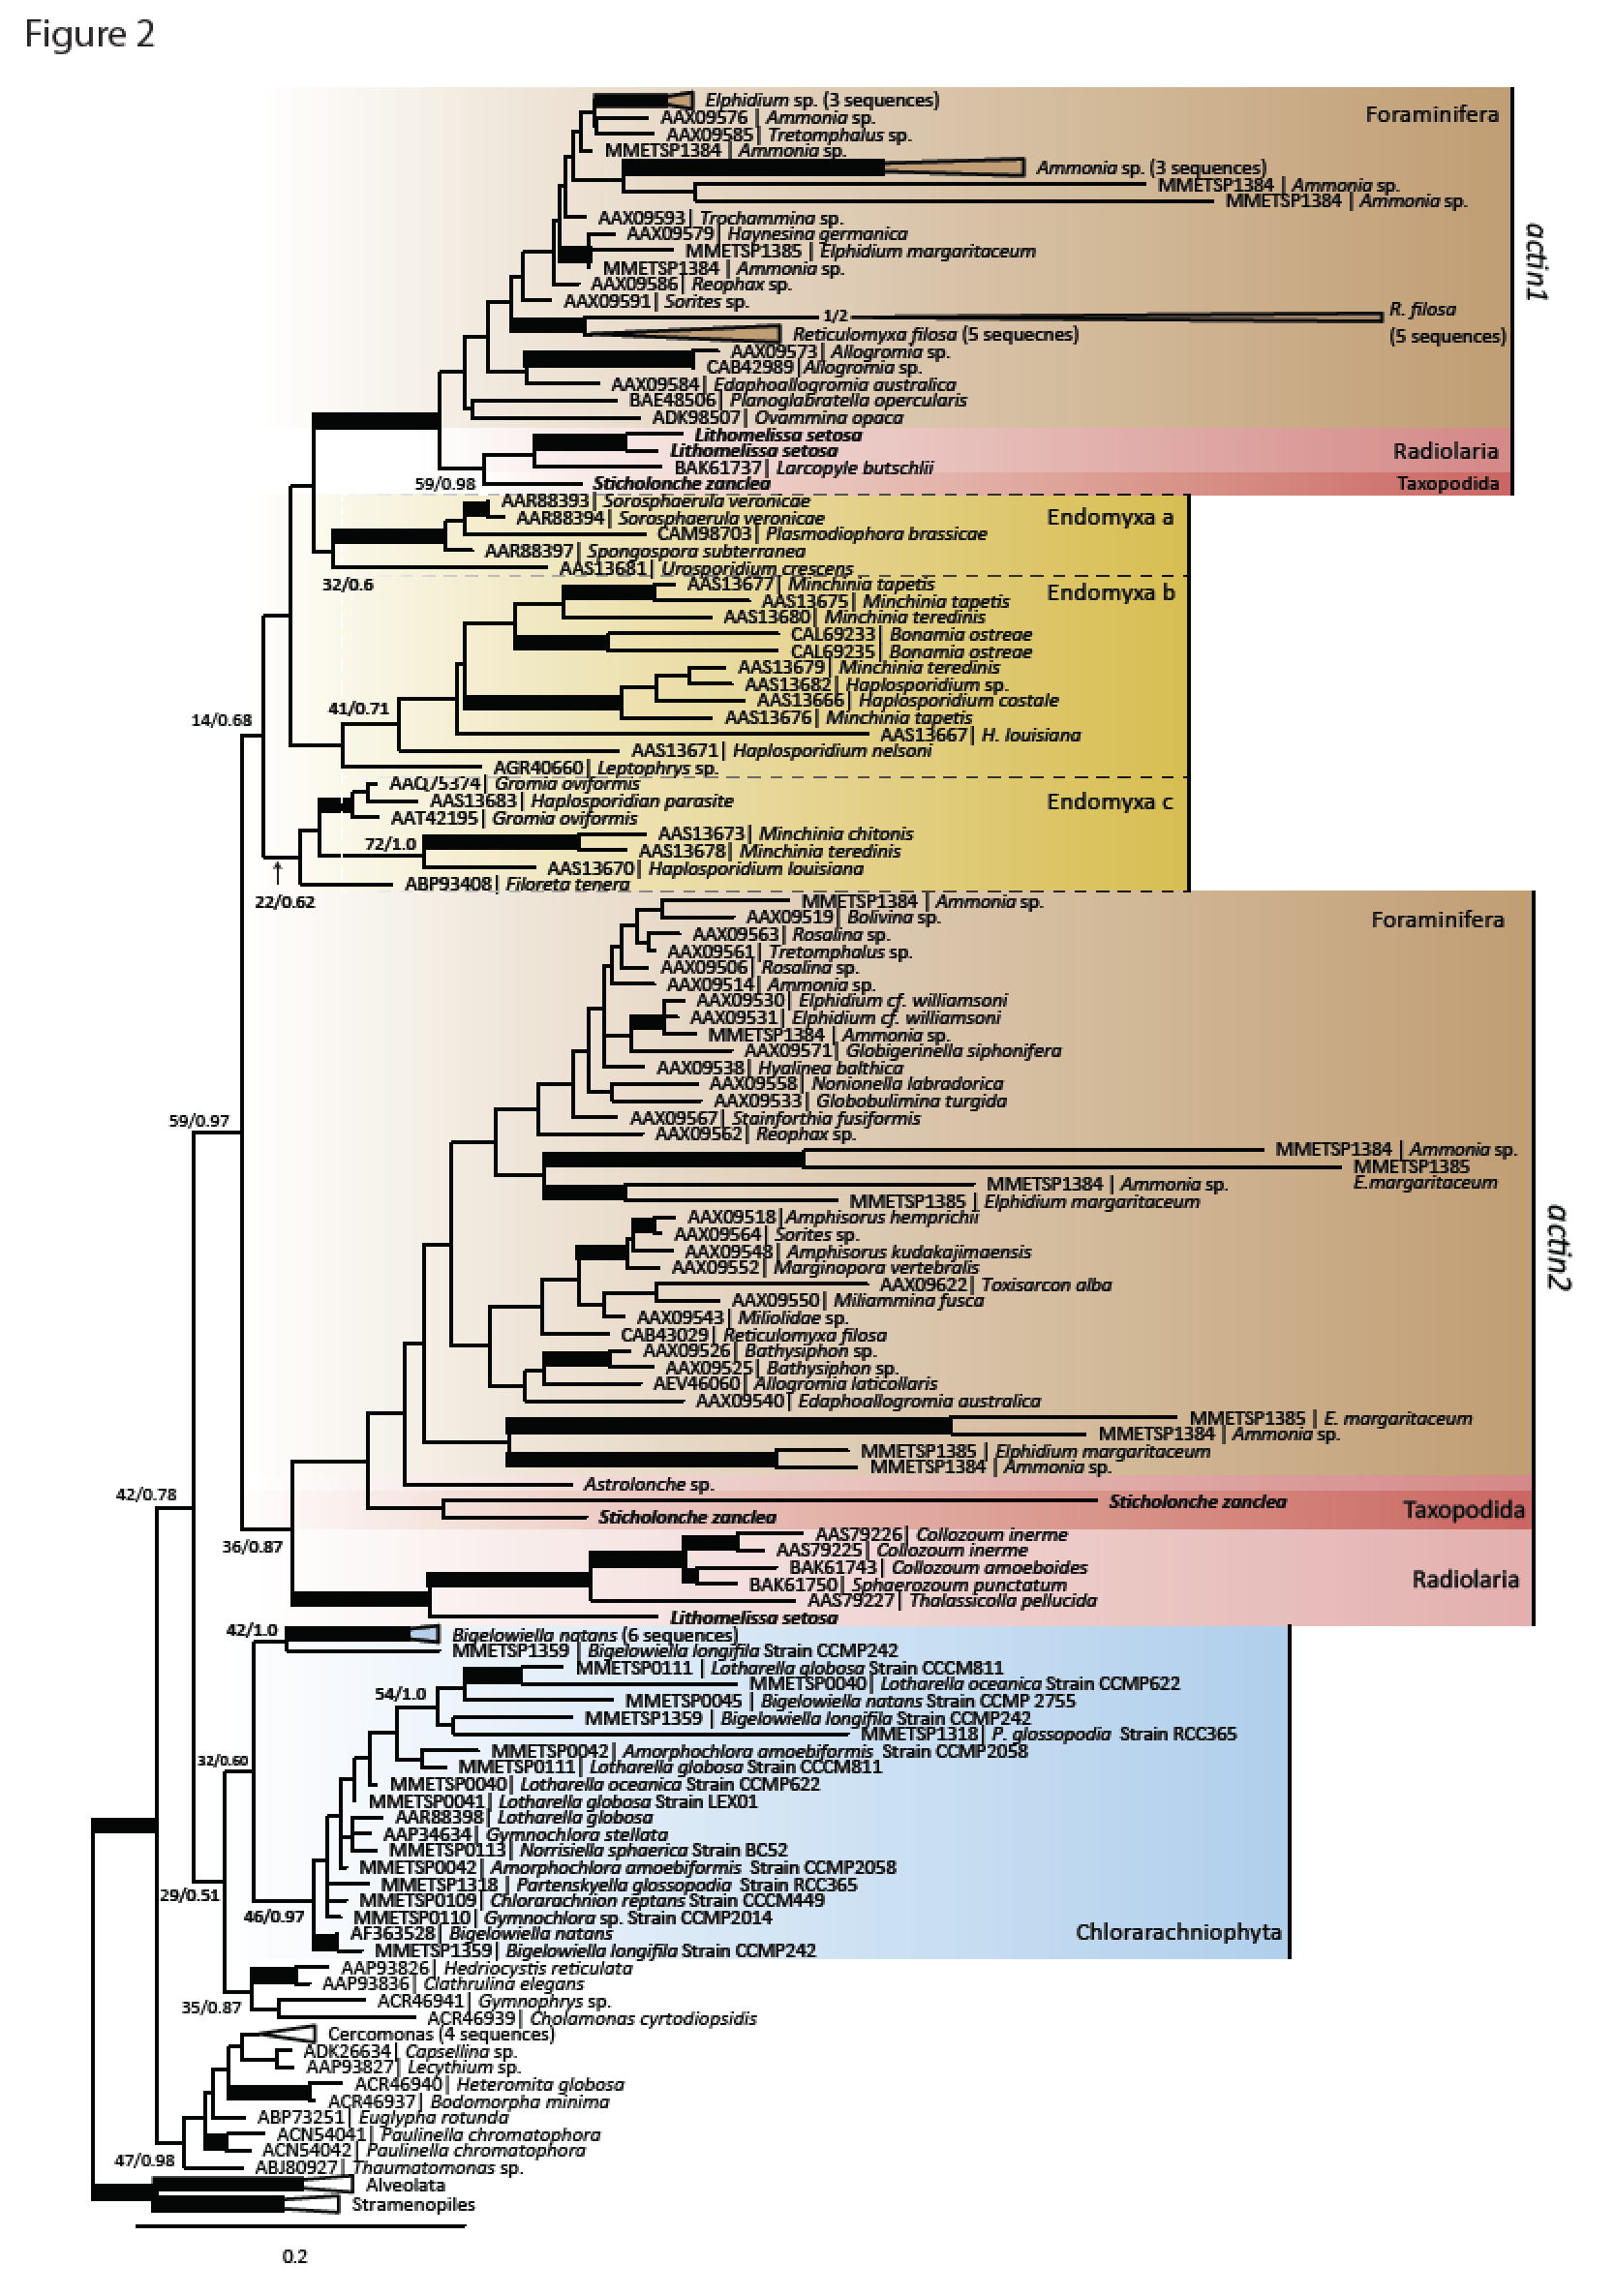 Figure 2
Elphidium sp. (3 sequences)
Foraminifera
AAX09576 | Ammonia sp.
AAX09585| Tretomphalus sp.
MMETSP1384 | Ammonia sp.
Ammonia sp. (3 sequences)
MMETSP1384 | Ammonia sp.
MMETSP1384 | Ammonia sp.
AAX09593| Trochammina sp.
AAX09579| Haynesina germanica
MMETSP1385 | Elphidium margaritaceum
MMETSP1384 | Ammonia sp.
AAX09586| Reophax sp.
AAX09591| Sorites sp.
actin1
1/2
R. filosa
(5 sequences)
Reticulomyxa filosa (5 sequecnes)
AAX09573| Allogromia sp.
CAB42989|Allogromia sp.
AAX09584| Edaphoallogromia australica
BAE48506| Planoglabratella opercularis
ADK98507| Ovammina opaca
Lithomelissa setosa
Lithomelissa setosa
Radiolaria
BAK61737| Larcopyle butschlii
59/0.98
Sticholonche zanclea
Taxopodida
AAR88393| Sorosphaerula veronicae
AAR88394| Sorosphaerula veronicae
Endomyxa a
CAM98703| Plasmodiophora brassicae
AAR88397| Spongospora subterranea
AAS13681| Urosporidium crescens
32/0.6
AAS13677| Minchinia tapetis
Endomyxa b
AAS13675| Minchinia tapetis
AAS13680| Minchinia teredinis
CAL69233| Bonamia ostreae
CAL69235| Bonamia ostreae
AAS13679| Minchinia teredinis
AAS13682| Haplosporidium sp.
AAS13666| Haplosporidium costale
41/0.71
14/0.68
AAS13676| Minchinia tapetis
AAS13667| H. louisiana
AAS13671| Haplosporidium nelsoni
AGR40660| Leptophrys sp.
AAQ75374| Gromia oviformis
AAS13683| Haplosporidian parasite
Endomyxa c
AAT42195| Gromia oviformis
AAS13673| Minchinia chitonis
72/1.0
AAS13678| Minchinia teredinis
AAS13670| Haplosporidium louisiana
ABP93408| Filoreta tenera
22/0.62
MMETSP1384 | Ammonia sp.
AAX09519| Bolivina sp.
Foraminifera
AAX09563| Rosalina sp.
AAX09561| Tretomphalus sp.
AAX09506| Rosalina sp.
AAX09514| Ammonia sp.
AAX09530| Elphidium cf. williamsoni
AAX09531| Elphidium cf. williamsoni
MMETSP1384 | Ammonia sp.
AAX09571| Globigerinella siphonifera
AAX09538| Hyalinea balthica
AAX09558| Nonionella labradorica
AAX09533| Globobulimina turgida
59/0.97
AAX09567| Stainforthia fusiformis
AAX09562| Reophax sp.
MMETSP1384 | Ammonia sp.
MMETSP1385
E.margaritaceum
MMETSP1384 | Ammonia sp.
MMETSP1385 | Elphidium margaritaceum
AAX09518|Amphisorus hemprichii
AAX09564| Sorites sp.
actin2
AAX09548| Amphisorus kudakajimaensis
AAX09552| Marginopora vertebralis
AAX09622| Toxisarcon alba
AAX09550| Miliammina fusca
AAX09543| Miliolidae sp.
CAB43029| Reticulomyxa filosa
AAX09526| Bathysiphon sp.
AAX09525| Bathysiphon sp.
AEV46060| Allogromia laticollaris
AAX09540| Edaphoallogromia australica
MMETSP1385 | E. margaritaceum
MMETSP1384 | Ammonia sp.
MMETSP1385 | Elphidium margaritaceum
MMETSP1384 | Ammonia sp.
Astrolonche sp.
42/0.78
Sticholonche zanclea
Taxopodida
Sticholonche zanclea
AAS79226| Collozoum inerme
36/0.87
AAS79225| Collozoum inerme
BAK61743| Collozoum amoeboides
Radiolaria
BAK61750| Sphaerozoum punctatum
AAS79227| Thalassicolla pellucida
Lithomelissa setosa
42/1.0
Bigelowiella natans (6 sequences)
MMETSP1359 | Bigelowiella longifila Strain CCMP242
MMETSP0111 | Lotharella globosa Strain CCCM811
MMETSP0040| Lotharella oceanica Strain CCMP622
54/1.0
MMETSP0045 | Bigelowiella natans Strain CCMP 2755
MMETSP1359 | Bigelowiella longifila Strain CCMP242
MMETSP1318| P. glossopodia Strain RCC365
MMETSP0042| Amorphochlora amoebiformis Strain CCMP2058
32/0.60
MMETSP0111| Lotharella globosa Strain CCCM811
MMETSP0040| Lotharella oceanica Strain CCMP622
MMETSP0041| Lotharella globosa Strain LEX01
AAR88398| Lotharella globosa
AAP34634| Gymnochlora stellata
MMETSP0113| Norrisiella sphaerica Strain BC52
MMETSP0042| Amorphochlora amoebiformis Strain CCMP2058
MMETSP1318 | Partenskyella glossopodia Strain RCC365
29/0.51
MMETSP0109| Chlorarachnion reptans Strain CCCM449
46/0.97
MMETSP0110| Gymnochlora sp. Strain CCMP2014
AF363528| Bigelowiella natans
Chlorarachniophyta
MMETSP1359| Bigelowiella longifila Strain CCMP242
AAP93826| Hedriocystis reticulata
AAP93836| Clathrulina elegans
ACR46941| Gymnophrys sp.
35/0.87
ACR46939| Cholamonas cyrtodiopsidis
Cercomonas (4 sequences)
ADK26634| Capsellina sp.
AAP93827| Lecythium sp.
ACR46940| Heteromita globosa
ACR46937| Bodomorpha minima
ABP73251| Euglypha rotunda
ACN54041| Paulinella chromatophora
ACN54042| Paulinella chromatophora
47/0.98
ABJ80927| Thaumatomonas sp.
Alveolata
Stramenopiles
0.2